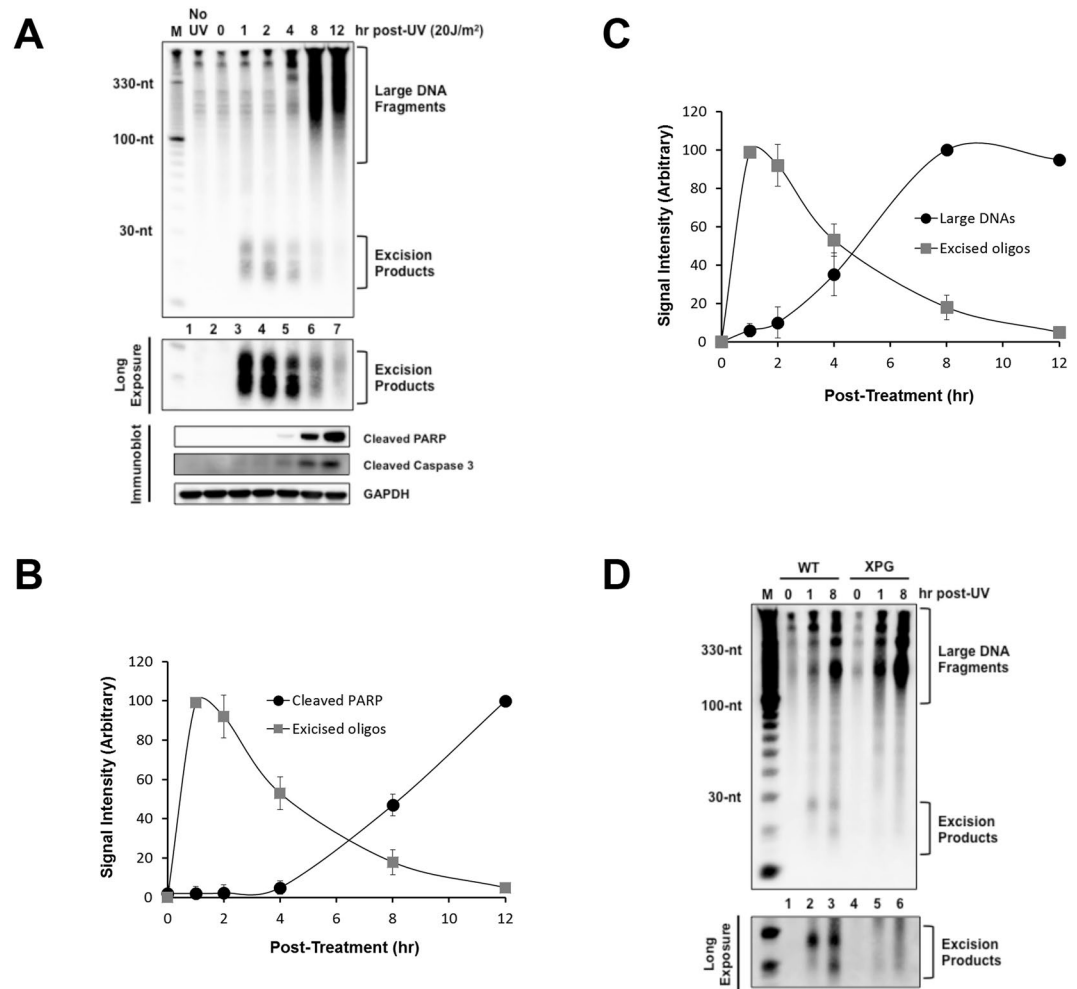 A
No
M UV 0 1 2 4 8 12 hr post-UV (20J/m²)
330-nt
Large DNA
Fragments
100-nt
30-nt
Excision
Products
1 2 3 4 5 6 7
Long
Exposure
Excision
Products
Immunoblot
Cleaved PARP
Cleaved Caspase 3
GAPDH
B
Signal Intensity (Arbitrary)
120
100
80
60
40
20
0
Cleaved PARP
Exicised oligos
0 2 4 6 8 10 12
Post-Treatment (hr)
C
Signal Intensity (Arbitrary)
120
100
80
60
40
20
0
Large DNAs
Excised oligos
0 2 4 6 8 10 12
Post-Treatment (hr)
D
WT XPG
M 0 1 8 0 1 8 hr post-UV
330-nt
Large DNA
Fragments
100-nt
30-nt
Excision
Products
1 2 3 4 5 6
Long
Exposure
Excision
Products